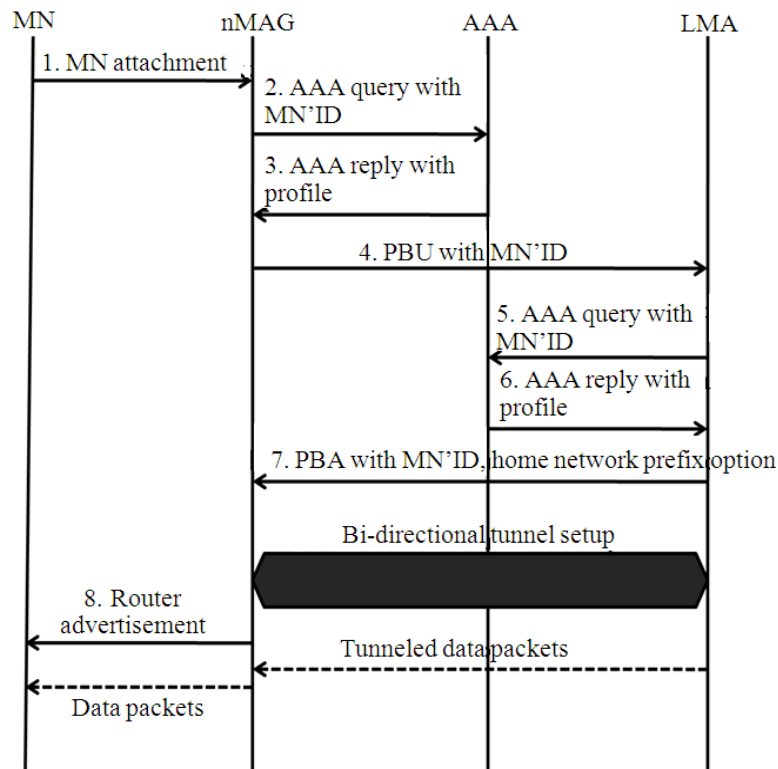 MN nMAG AAA LMA
1. MN attachment
2. AAA query with
MN’ID
3. AAA reply with
profile
4. PBU with MN’ID
5. AAA query with
MN’ID
6. AAA reply with
profile
7. PBA with MN’ID, home network prefix option
Bi-directional tunnel setup
8. Router
advertisement
Tunneled data packets
Data packets